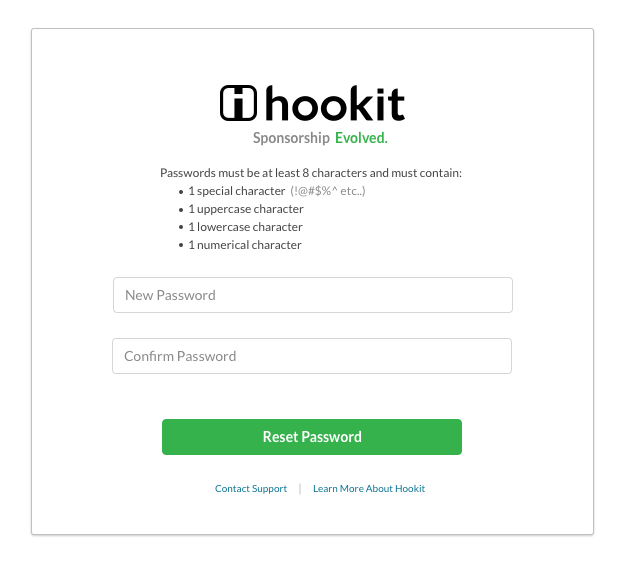 hookit
Sponsorship Evolved.
Passwords must be at least 8 characters and must contain:
• 1 special character (!@#$%^ etc..)
• 1 uppercase character
• 1 lowercase character
• 1 numerical character
New Password
Confirm Password
Reset Password
Contact Support | Learn More About Hookit